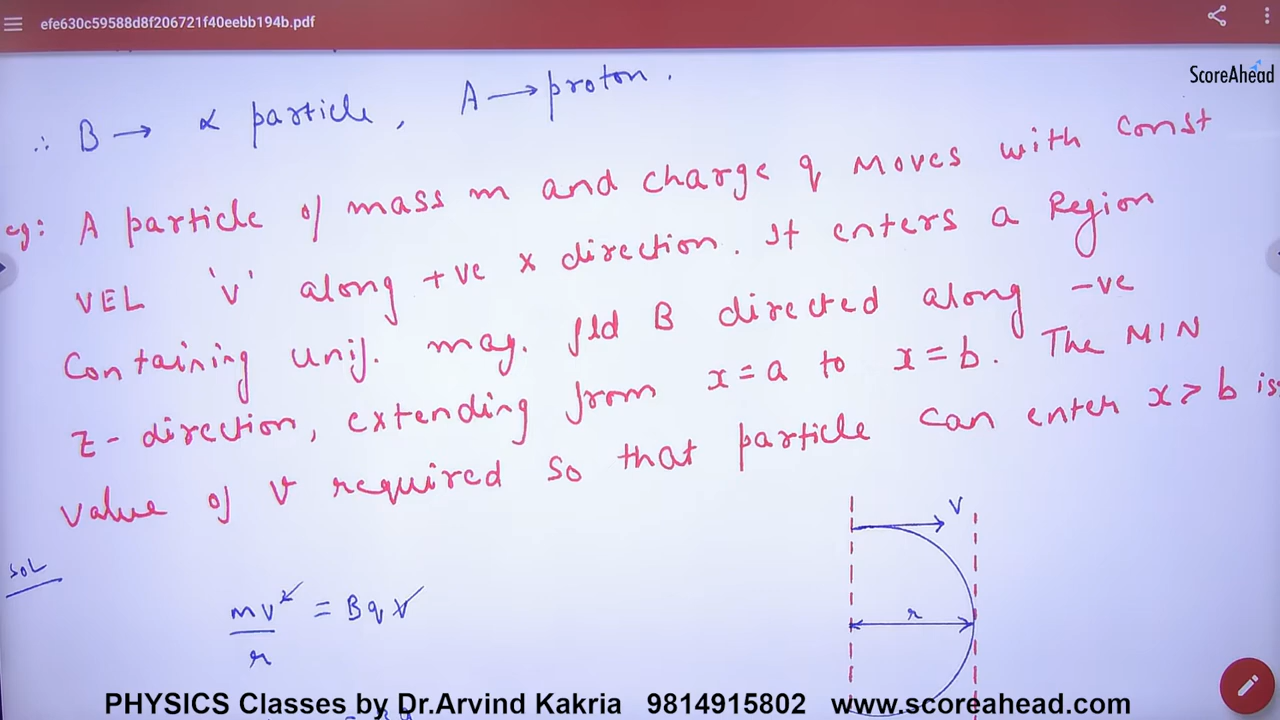 efe630c59588d8f206721f40eebb194b.pdf
ScoreAhead
∴ B → α particle, A → proton.
eg: A particle of mass m and charge q moves with const
VEL 'v' along +ve x direction. It enters a Region
Containing unif. mag. fld B directed along -ve
Z-direction, extending from x=a to x=b. The MIN
value of v required so that particle can enter x > b is
SOL
mv² / r = Bqv
v
r
PHYSICS Classes by Dr.Arvind Kakria 9814915802 www.scoreahead.com